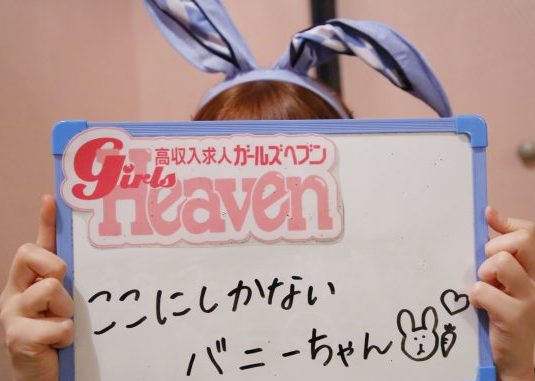 高収入求人ガールズヘブン
Girls
Heaven
ここにしかない
バニーちゃん